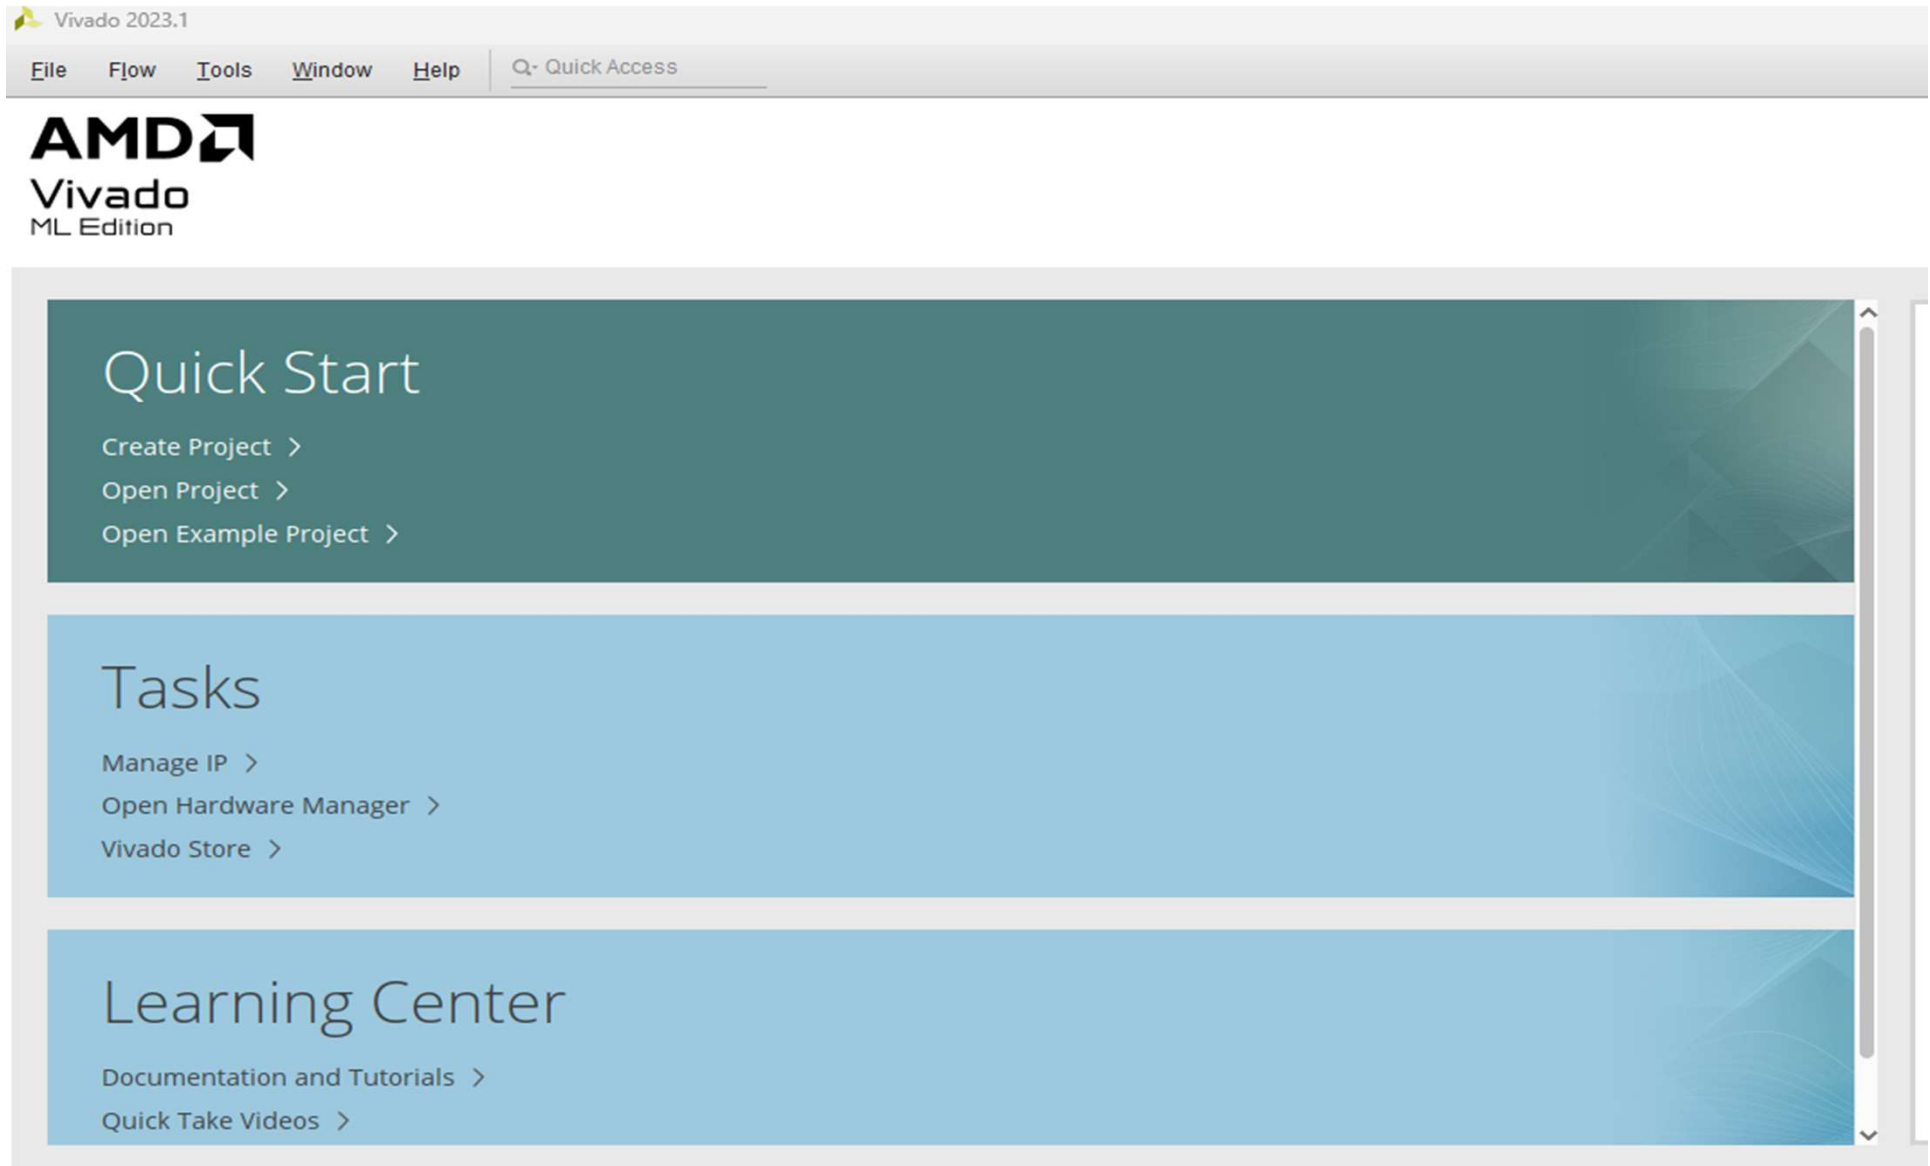 Vivado 2023.1
File Flow Tools Window Help Quick Access
AMD
Vivado
ML Edition
Quick Start
Create Project >
Open Project >
Open Example Project >
Tasks
Manage IP >
Open Hardware Manager >
Vivado Store >
Learning Center
Documentation and Tutorials >
Quick Take Videos >